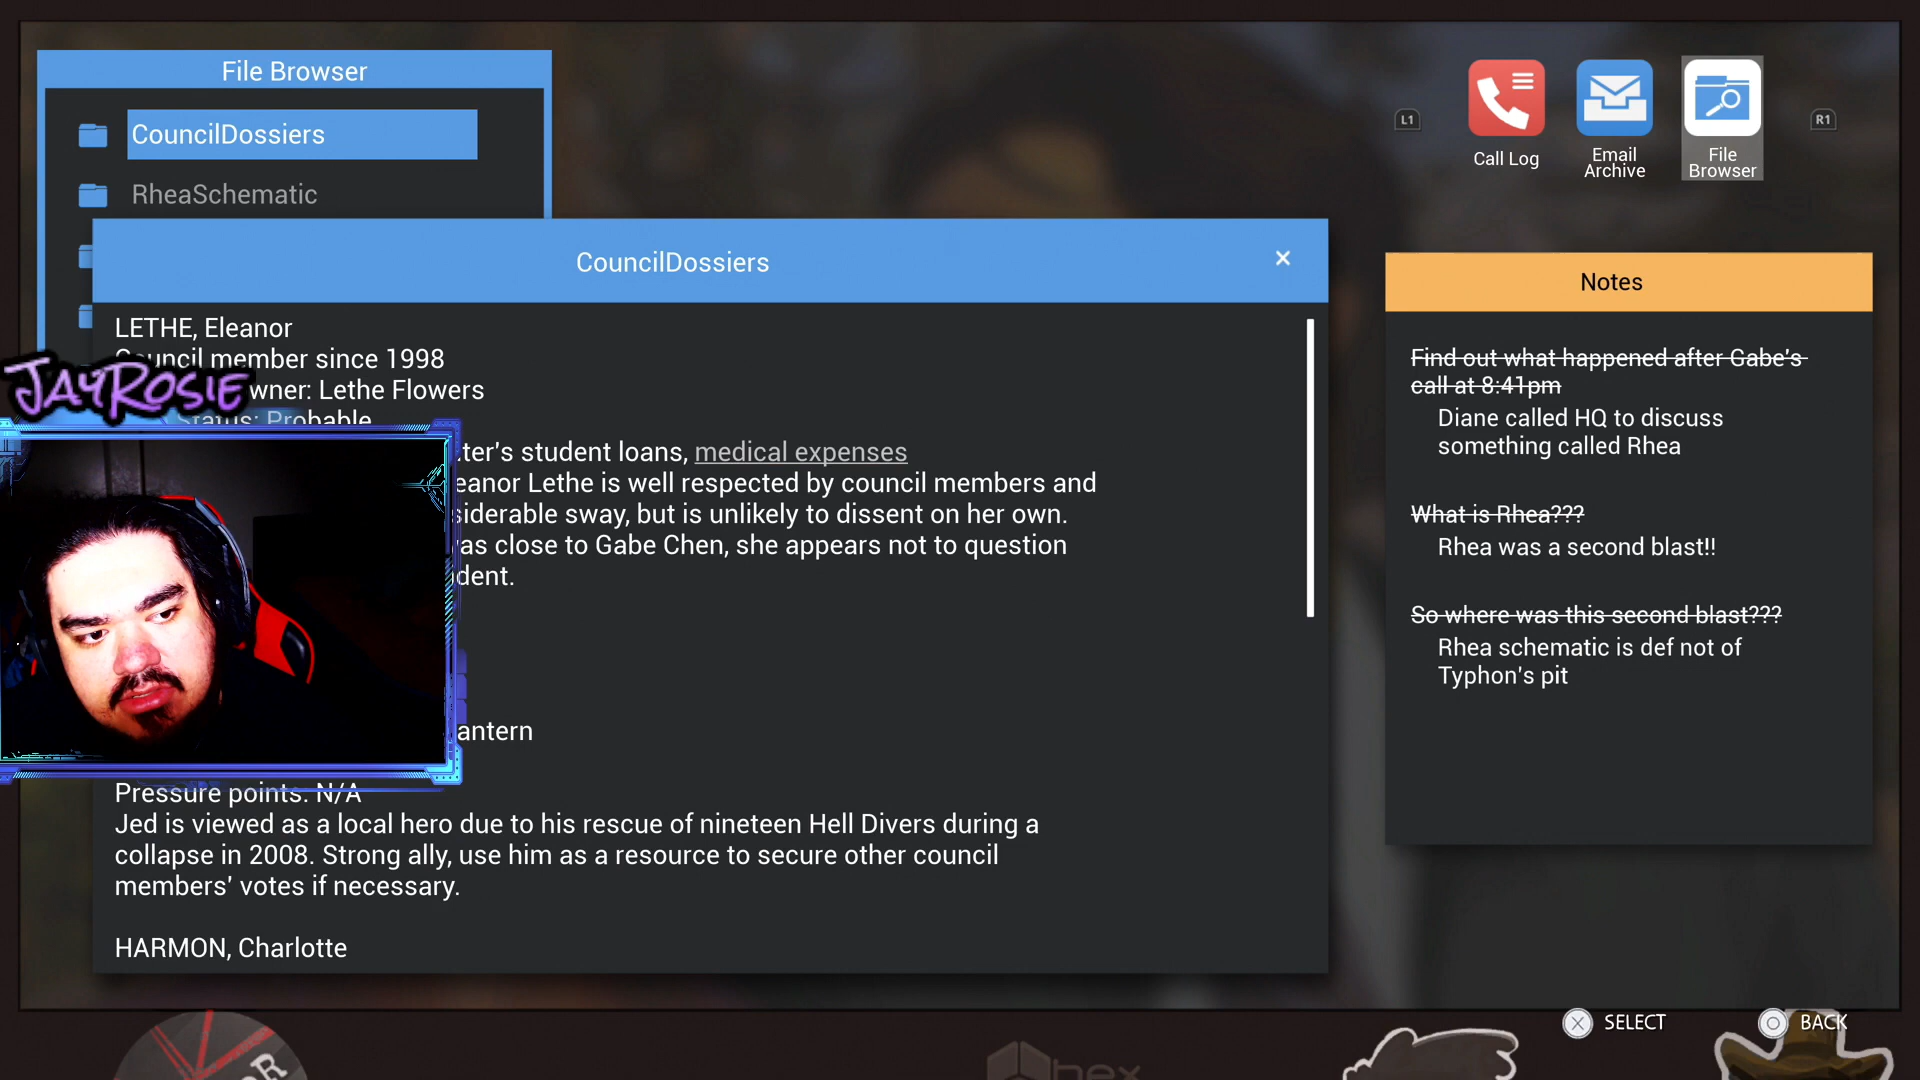 File Browser
CouncilDossiers
RheaSchematic
L1
Call Log
Email
Archive
File
Browser
R1
CouncilDossiers
×
LETHE, Eleanor
Council member since 1998
wner: Lethe Flowers
Status: Probable
ter's student loans, medical expenses
eanor Lethe is well respected by council members and
siderable sway, but is unlikely to dissent on her own.
as close to Gabe Chen, she appears not to question
dent.
antern
Pressure points: N/A
Jed is viewed as a local hero due to his rescue of nineteen Hell Divers during a
collapse in 2008. Strong ally, use him as a resource to secure other council
members' votes if necessary.
HARMON, Charlotte
JAYROSIE
Notes
Find out what happened after Gabe's
call at 8:41pm
Diane called HQ to discuss
something called Rhea
What is Rhea???
Rhea was a second blast!!
So where was this second blast???
Rhea schematic is def not of
Typhon's pit
SELECT
BACK
hex